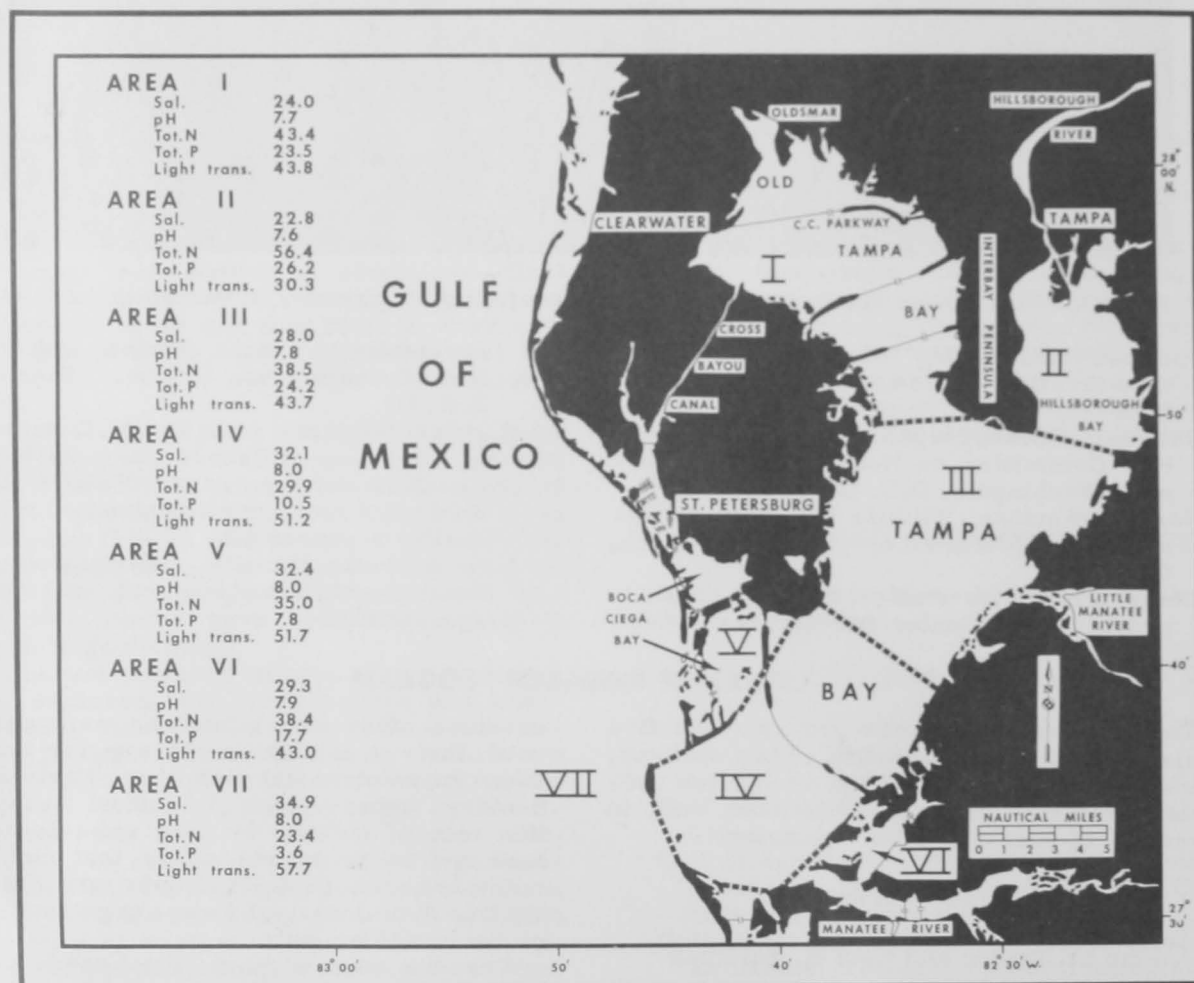 AREA I
Sal. 24.0
pH 7.7
Tot.N 43.4
Tot. P 23.5
Light trans. 43.8
AREA II
Sal. 22.8
pH 7.6
Tot.N 56.4
Tot.P 26.2
Light trans. 30.3
AREA III
Sal. 28.0
pH 7.8
Tot.N 38.5
Tot.P 24.2
Light trans. 43.7
AREA IV
Sal. 32.1
pH 8.0
Tot.N 29.9
Tot.P 10.5
Light trans. 51.2
AREA V
Sal. 32.4
pH 8.0
Tot.N 35.0
Tot.P 7.8
Light trans. 51.7
AREA VI
Sal. 29.3
pH 7.9
Tot.N 38.4
Tot.P 17.7
Light trans. 43.0
AREA VII
Sal. 34.9
pH 8.0
Tot.N 23.4
Tot.P 3.6
Light trans. 57.7
GULF
OF
MEXICO
OLDSMAR
HILLSBOROUGH
RIVER
28°
00'
N.
OLD
CLEARWATER
C.C. PARKWAY
TAMPA
TAMPA
I
BAY
INTERBAY PENINSULA
CROSS
BAYOU
CANAL
II
HILLSBOROUGH
BAY
50'
III
ST. PETERSBURG
TAMPA
BOCA
CIEGA
BAY
V
LITTLE
MANATEE
RIVER
40'
BAY
N
VII
IV
NAUTICAL MILES
0 1 2 3 4 5
VI
MANATEE RIVER
27°
30'
83° 00'
50'
40'
82° 30' W.